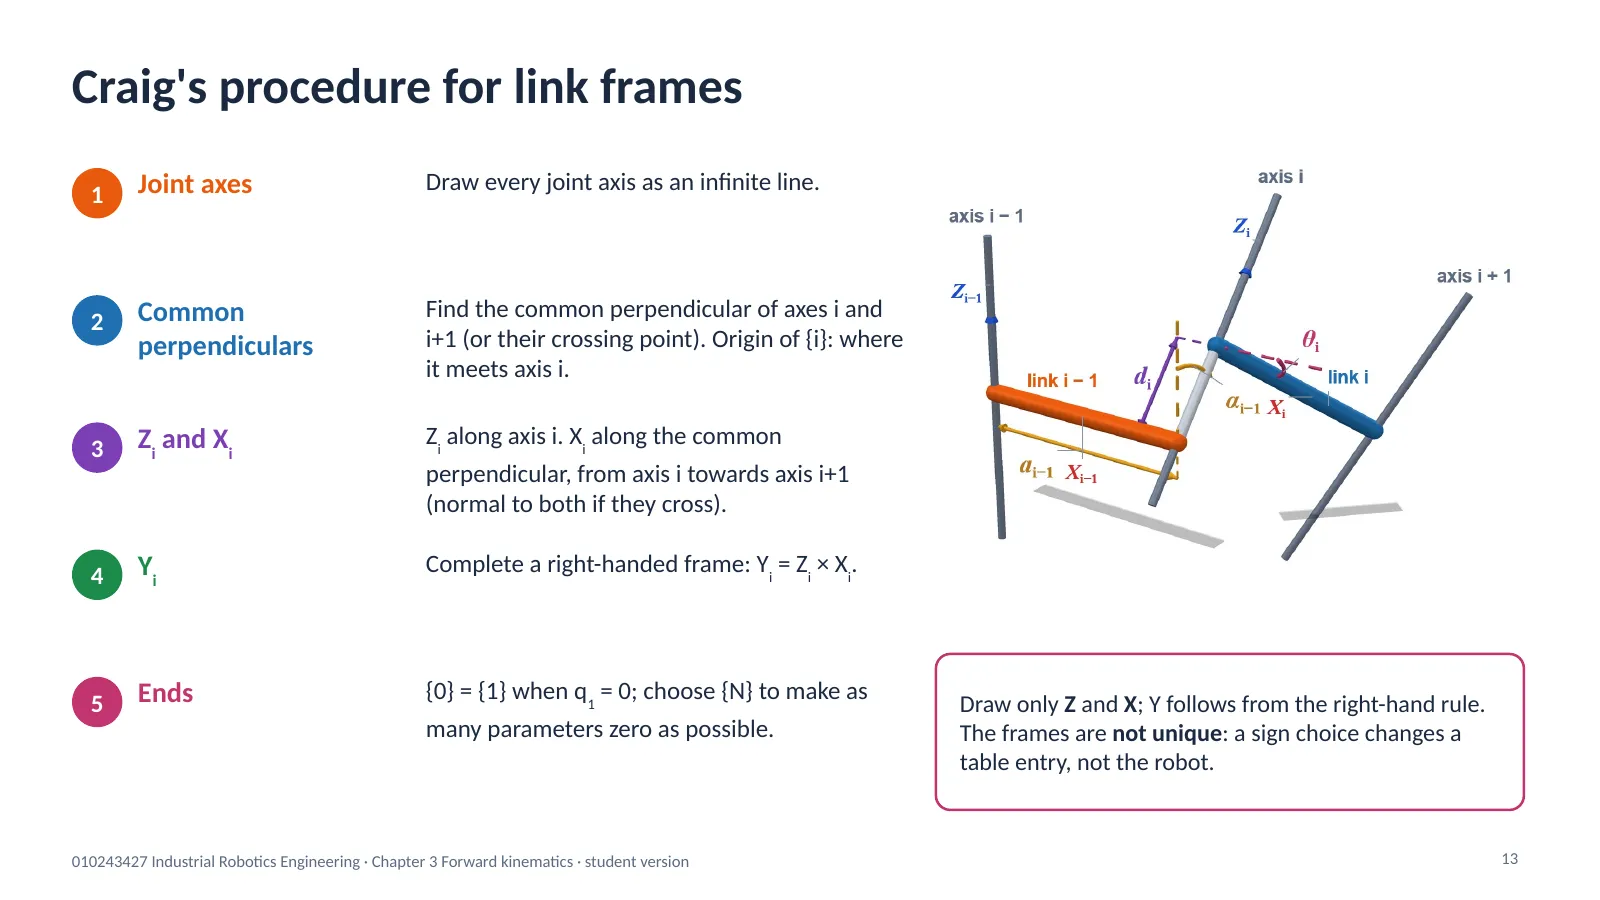 Craig's procedure for link frames
1 Joint axes
Draw every joint axis as an infinite line.
2 Common
perpendiculars
Find the common perpendicular of axes i and
i+1 (or their crossing point). Origin of {i}: where
it meets axis i.
3 Zi and Xi
Zi along axis i. Xi along the common
perpendicular, from axis i towards axis i+1
(normal to both if they cross).
4 Yi
Complete a right-handed frame: Yi = Zi × Xi.
5 Ends
{0} = {1} when q1 = 0; choose {N} to make as
many parameters zero as possible.
axis i
axis i − 1
Zi
axis i + 1
Zi−1
θi
link i − 1
di
link i
αi−1 Xi
ai−1 Xi−1
Draw only Z and X; Y follows from the right-hand rule.
The frames are not unique: a sign choice changes a
table entry, not the robot.
010243427 Industrial Robotics Engineering · Chapter 3 Forward kinematics · student version
13